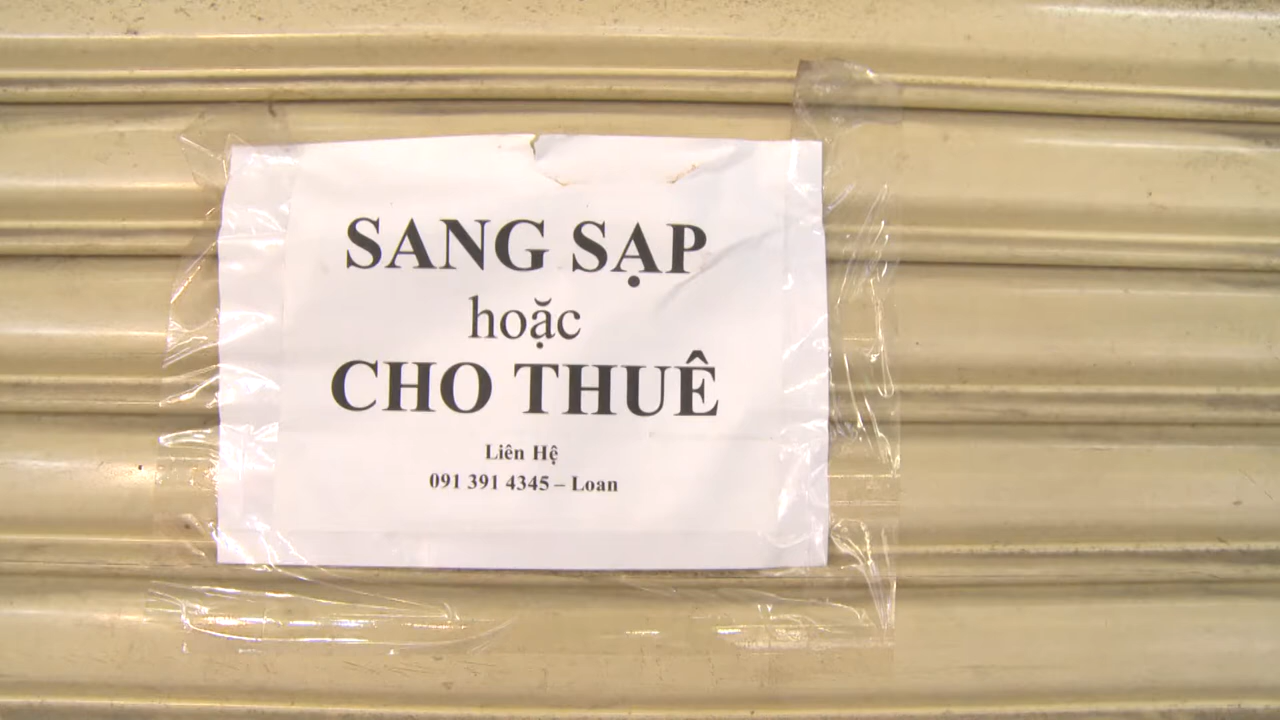 SANG SẠP
hoặc
CHO THUÊ
Liên Hệ
091 391 4345 – Loan